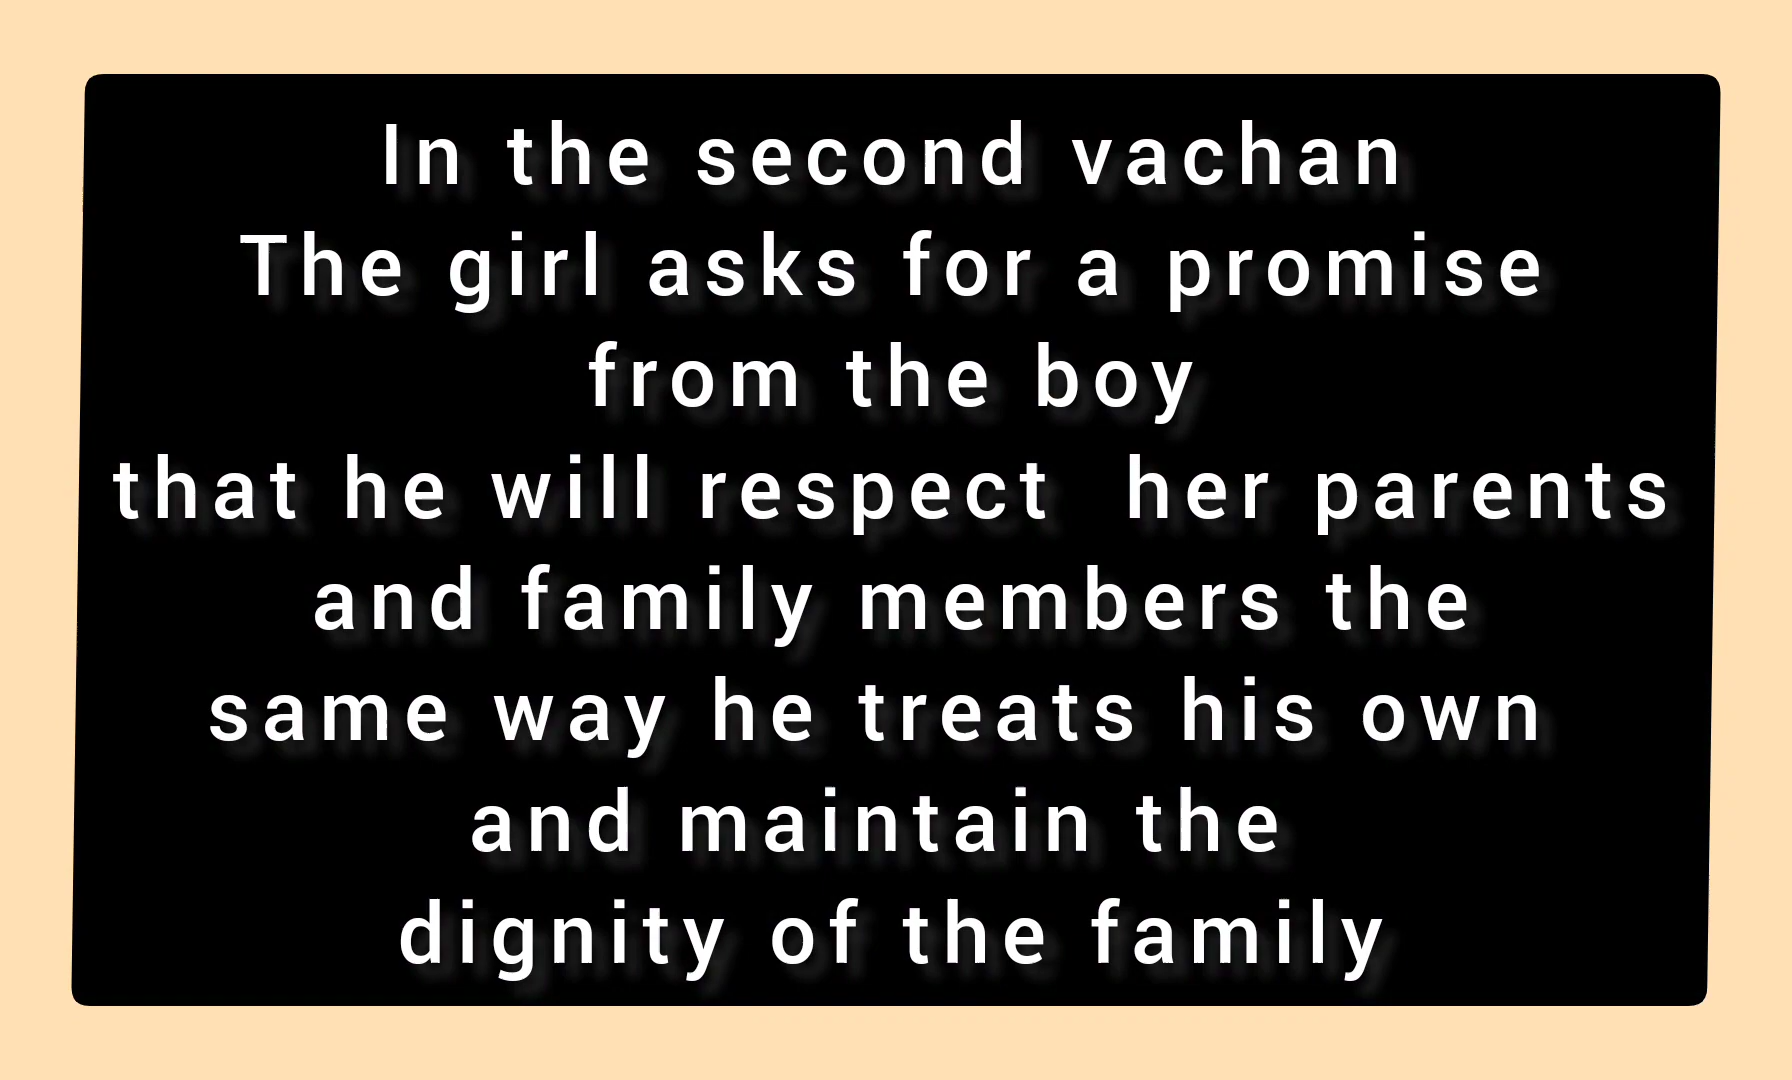 In the second vachan
The girl asks for a promise
from the boy
that he will respect  her parents
and family members the
same way he treats his own
and maintain the
dignity of the family